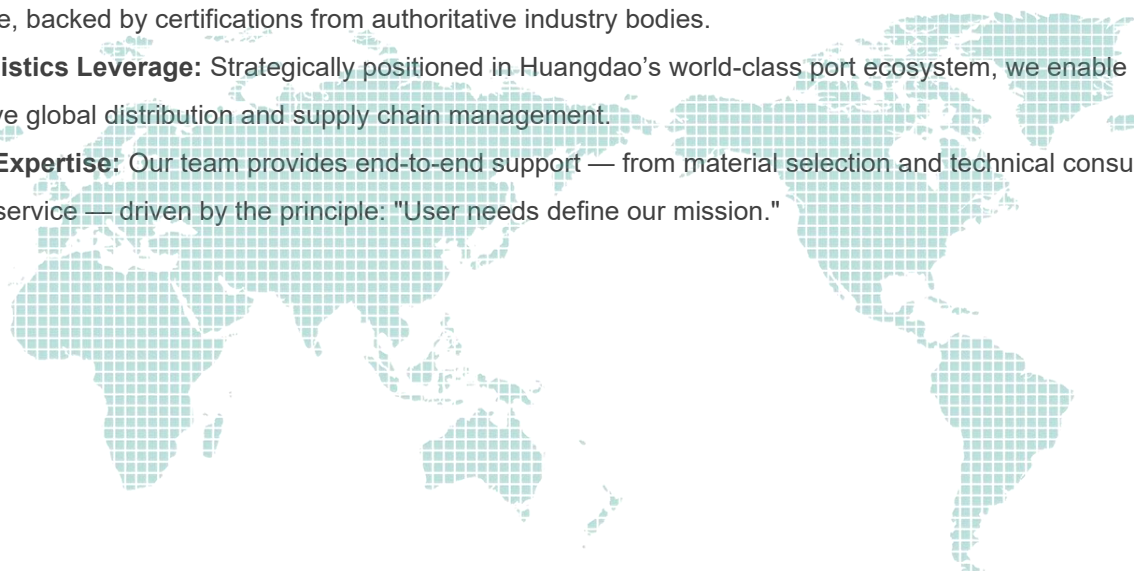 e, backed by certifications from authoritative industry bodies.
istics Leverage: Strategically positioned in Huangdao’s world-class port ecosystem, we enable
ve global distribution and supply chain management.
Expertise: Our team provides end-to-end support — from material selection and technical consu
service — driven by the principle: "User needs define our mission."